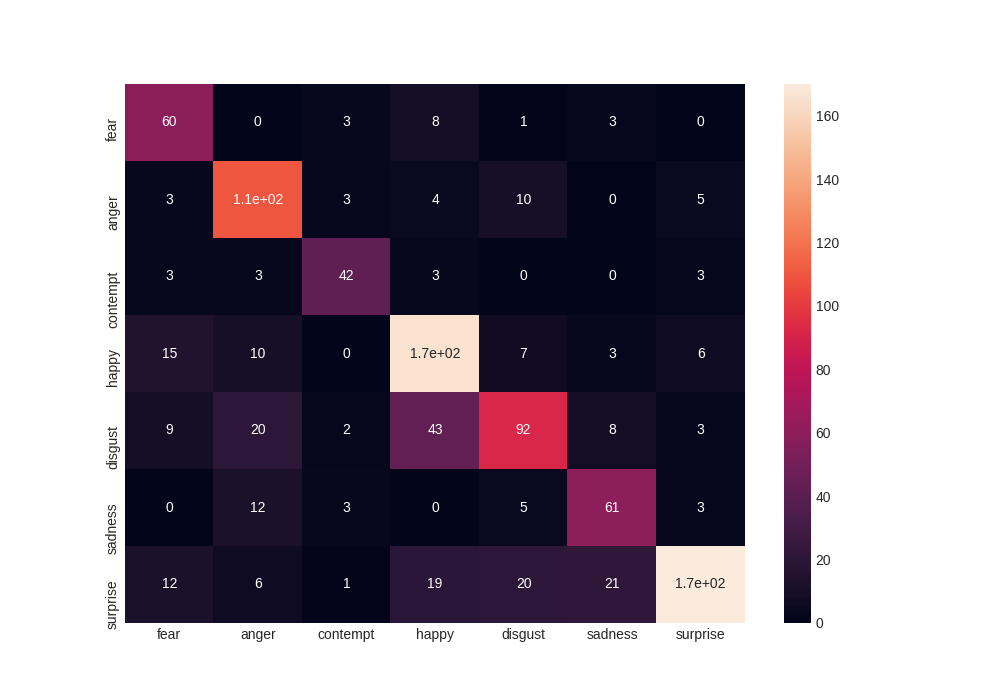 fear 60 0 3 8 1 3 0
anger 3 1.1e+02 3 4 10 0 5
contempt 3 3 42 3 0 0 3
happy 15 10 0 1.7e+02 7 3 6
disgust 9 20 2 43 92 8 3
sadness 0 12 3 0 5 61 3
surprise 12 6 1 19 20 21 1.7e+02
fear anger contempt happy disgust sadness surprise
160
140
120
100
80
60
40
20
0